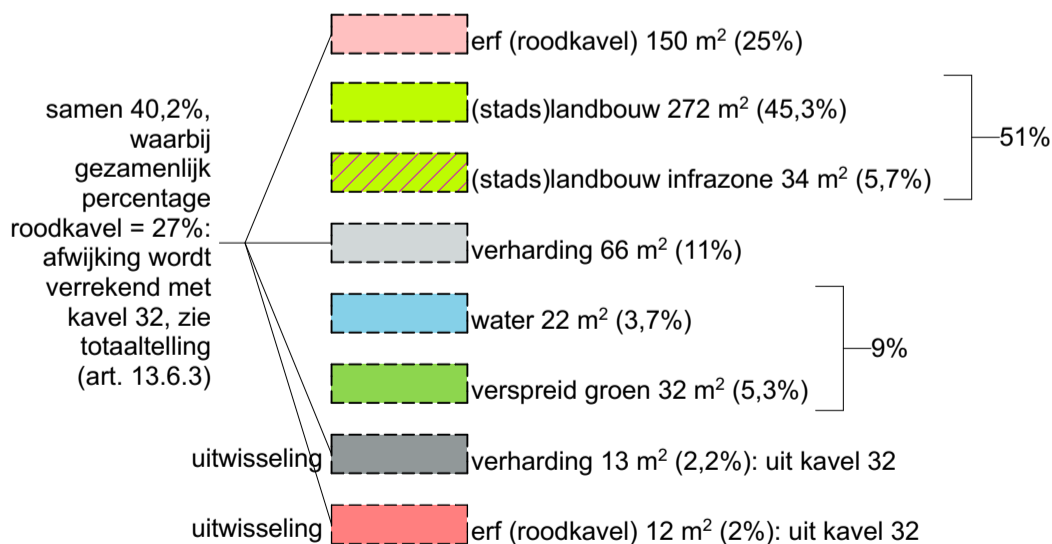 erf (roodkavel) 150 m² (25%)
samen 40,2%,
waarbij
gezamenlijk
percentage
roodkavel = 27%:
afwijking wordt
verrekend met
kavel 32, zie
totaaltelling
(art. 13.6.3)
(stads)landbouw 272 m² (45,3%)
(stads)landbouw infrazone 34 m² (5,7%)
51%
verharding 66 m² (11%)
water 22 m² (3,7%)
verspreid groen 32 m² (5,3%)
9%
uitwisseling verharding 13 m² (2,2%): uit kavel 32
uitwisseling erf (roodkavel) 12 m² (2%): uit kavel 32